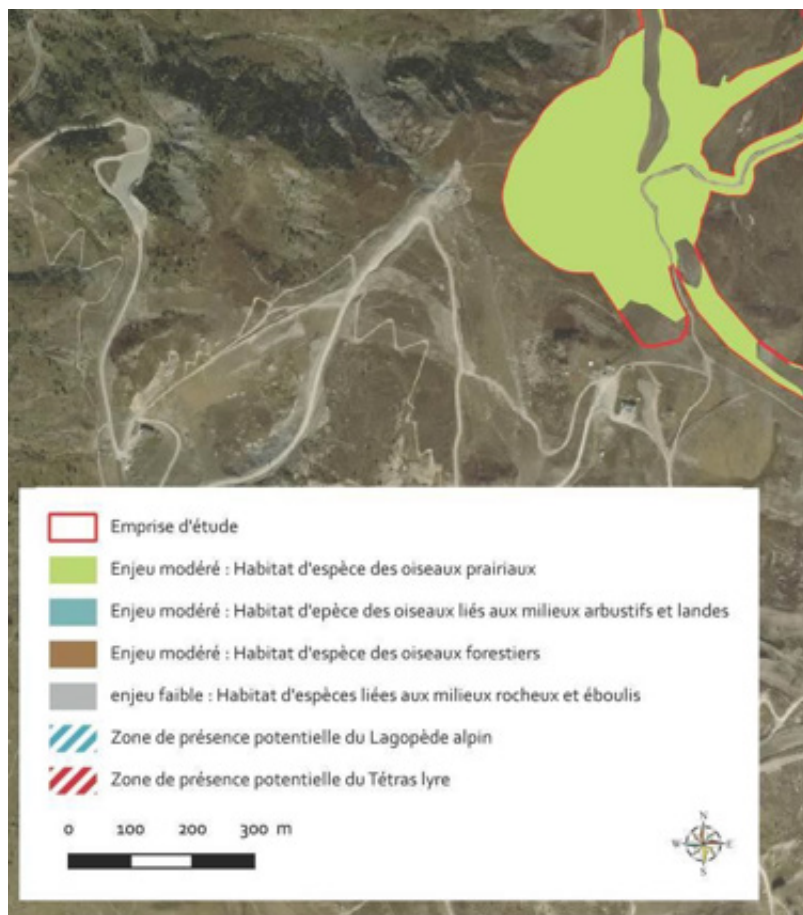 Emprise d'étude
Enjeu modéré : Habitat d'espèce des oiseaux prairiaux
Enjeu modéré : Habitat d'epèce des oiseaux liés aux milieux arbustifs et landes
Enjeu modéré : Habitat d'espèce des oiseaux forestiers
enjeu faible : Habitat d'espèces liées aux milieux rocheux et éboulis
Zone de présence potentielle du Lagopède alpin
Zone de présence potentielle du Tétras lyre
0 100 200 300 m
N
W E
S